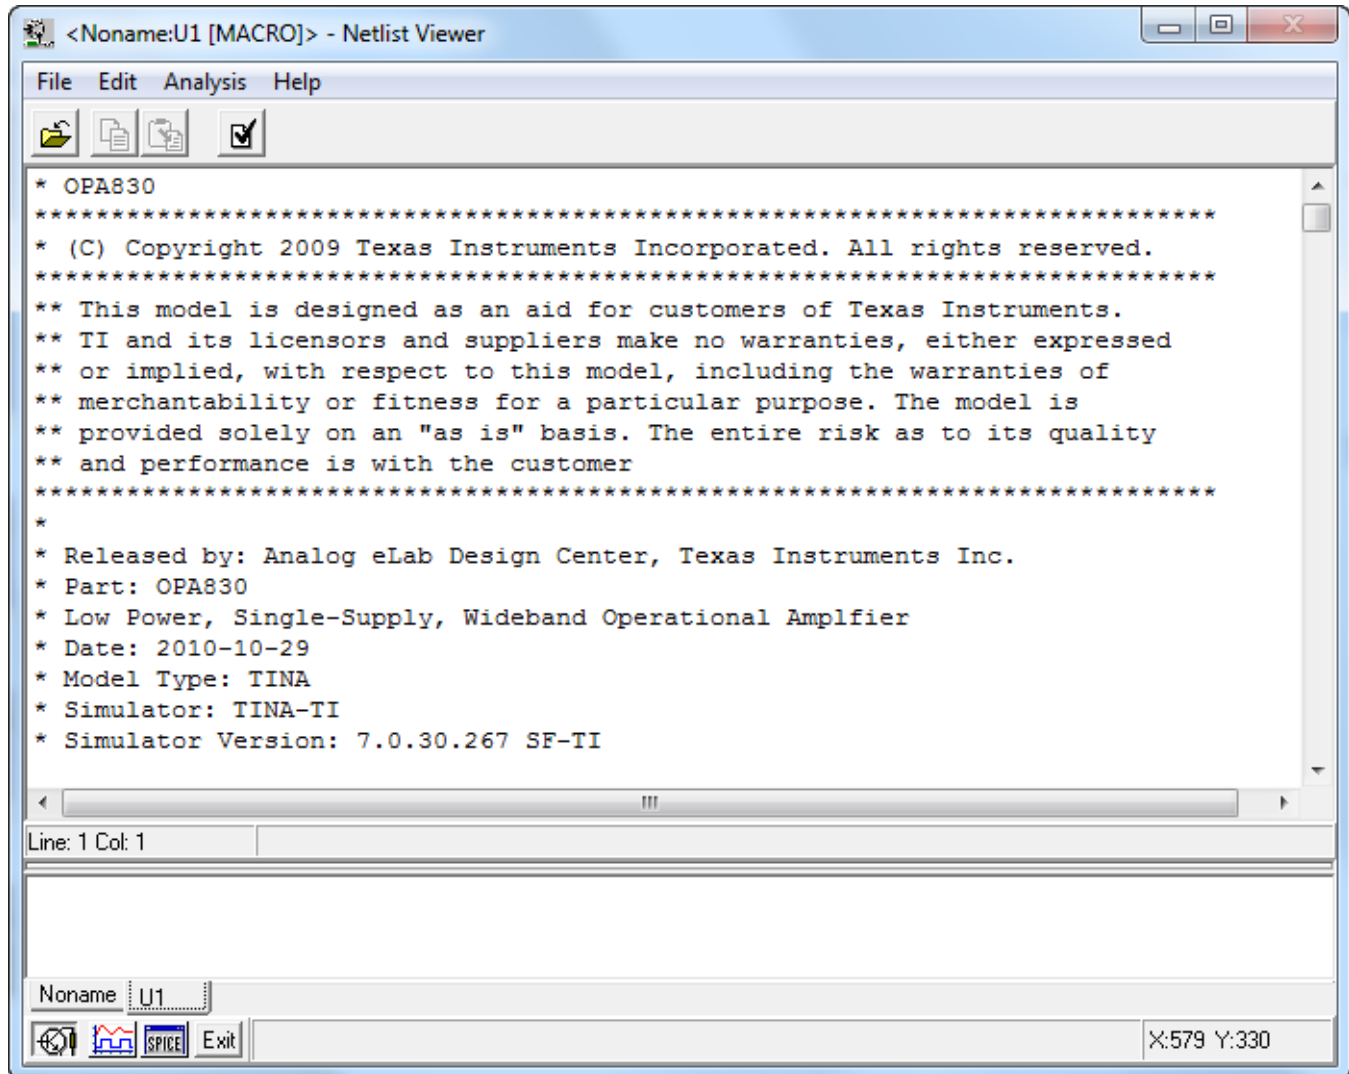 <Noname:U1 [MACRO]> - Netlist Viewer
File Edit Analysis Help
* OPA830
*****************************************************************************
* (C) Copyright 2009 Texas Instruments Incorporated. All rights reserved.
*****************************************************************************
** This model is designed as an aid for customers of Texas Instruments.
** TI and its licensors and suppliers make no warranties, either expressed
** or implied, with respect to this model, including the warranties of
** merchantability or fitness for a particular purpose. The model is
** provided solely on an "as is" basis. The entire risk as to its quality
** and performance is with the customer
*****************************************************************************
*
* Released by: Analog eLab Design Center, Texas Instruments Inc.
* Part: OPA830
* Low Power, Single-Supply, Wideband Operational Amplfier
* Date: 2010-10-29
* Model Type: TINA
* Simulator: TINA-TI
* Simulator Version: 7.0.30.267 SF-TI
Line: 1 Col: 1
Noname U1
SPICE Exit X:579 Y:330